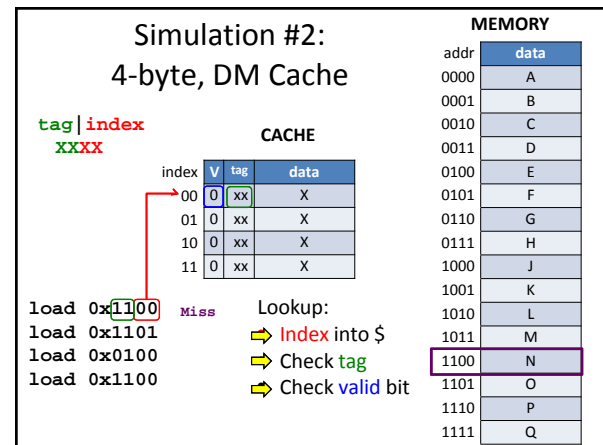 Simulation #2:
4-byte, DM Cache
tag|index
XXXX
CACHE
index V tag data
00 0 xx X
01 0 xx X
10 0 xx X
11 0 xx X
load 0x1100 Miss
load 0x1101
load 0x0100
load 0x1100
Lookup:
Index into $
Check tag
Check valid bit
MEMORY
addr data
0000 A
0001 B
0010 C
0011 D
0100 E
0101 F
0110 G
0111 H
1000 J
1001 K
1010 L
1011 M
1100 N
1101 O
1110 P
1111 Q